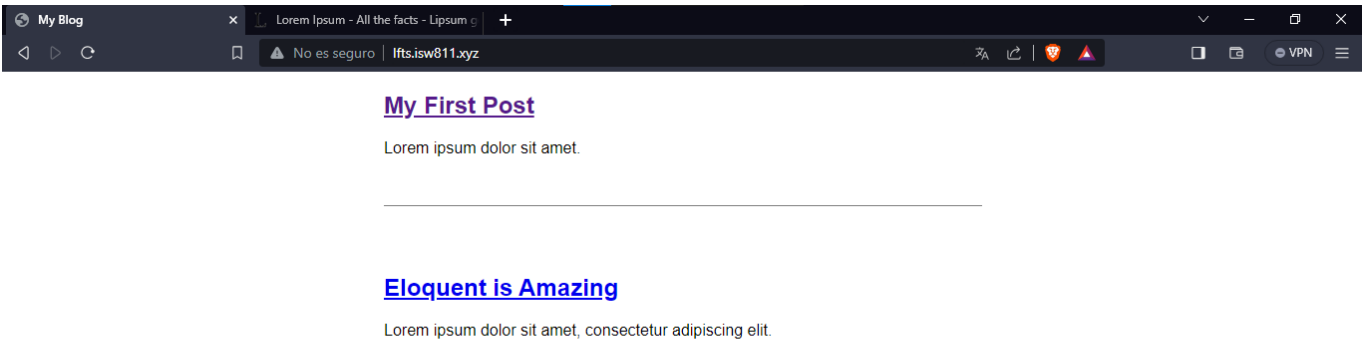 My Blog
Lorem Ipsum - All the facts - Lipsum g
No es seguro
lfts.isw811.xyz
VPN
My First Post
Lorem ipsum dolor sit amet.
Eloquent is Amazing
Lorem ipsum dolor sit amet, consectetur adipiscing elit.